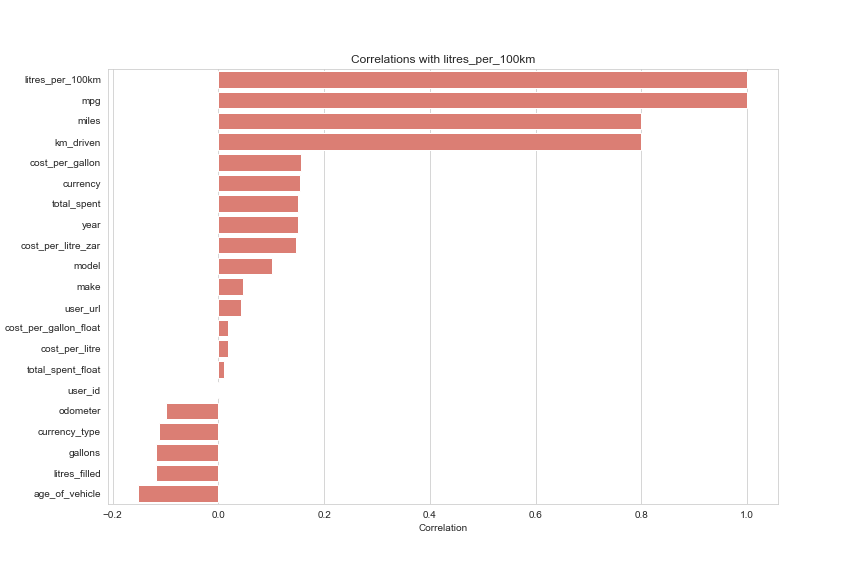 Correlations with litres_per_100km
litres_per_100km
mpg
miles
km_driven
cost_per_gallon
currency
total_spent
year
cost_per_litre_zar
model
make
user_url
cost_per_gallon_float
cost_per_litre
total_spent_float
user_id
odometer
currency_type
gallons
litres_filled
age_of_vehicle
−0.2 0.0 0.2 0.4 0.6 0.8 1.0
Correlation